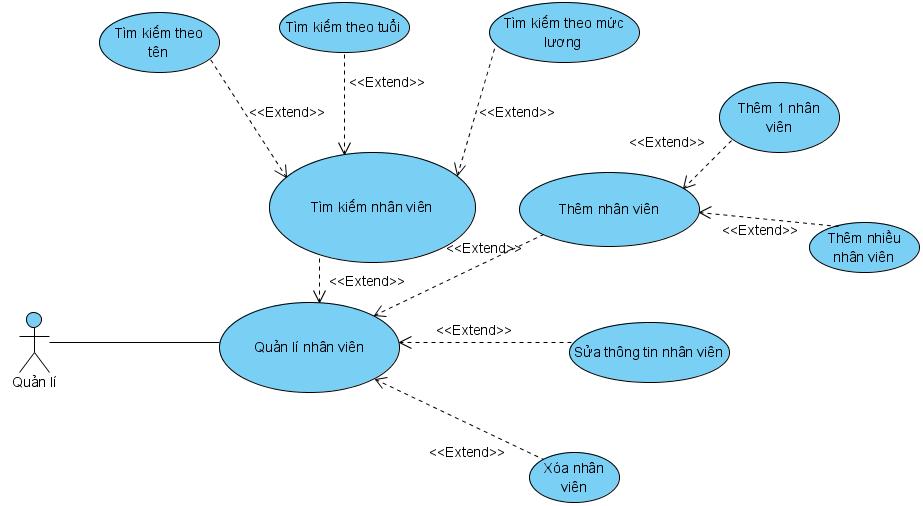 Tìm kiếm theo
tên
Tìm kiếm theo tuổi
Tìm kiếm theo mức
lương
<<Extend>>
<<Extend>>
<<Extend>>
Thêm 1 nhân
viên
<<Extend>>
Tìm kiếm nhân viên
Thêm nhân viên
<<Extend>>
Thêm nhiều
nhân viên
<<Extend>>
<<Extend>>
Quản lí nhân viên
<<Extend>>
Sửa thông tin nhân viên
Quản lí
<<Extend>>
Xóa nhân
viên